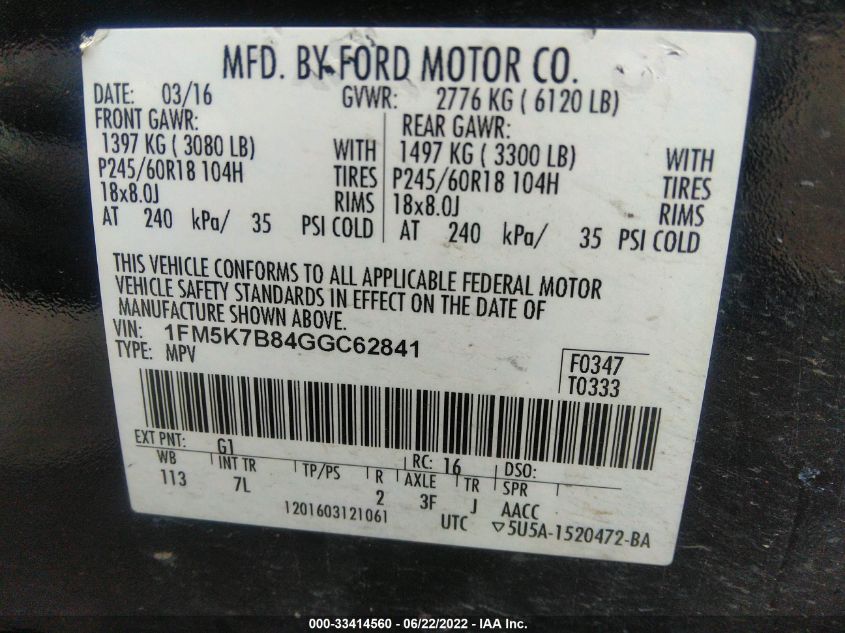 MFD. BY FORD MOTOR CO.
DATE: 03/16 GVWR: 2776 KG ( 6120 LB)
FRONT GAWR: REAR GAWR:
1397 KG ( 3080 LB) WITH 1497 KG ( 3300 LB) WITH
P245/60R18 104H TIRES P245/60R18 104H TIRES
18x8.0J RIMS 18x8.0J RIMS
AT 240 kPa/ 35 PSI COLD AT 240 kPa/ 35 PSI COLD
THIS VEHICLE CONFORMS TO ALL APPLICABLE FEDERAL MOTOR
VEHICLE SAFETY STANDARDS IN EFFECT ON THE DATE OF
MANUFACTURE SHOWN ABOVE.
VIN: 1FM5K7B84GGC62841
TYPE: MPV F0347
T0333
EXT PNT: G1 RC: 16 DSO:
WB INT TR TP/PS R AXLE TR SPR
113 7L 2 3F J AACC
1201603121061 UTC ▽5U5A-1520472-BA
000-33414560 - 06/22/2022 - IAA Inc.